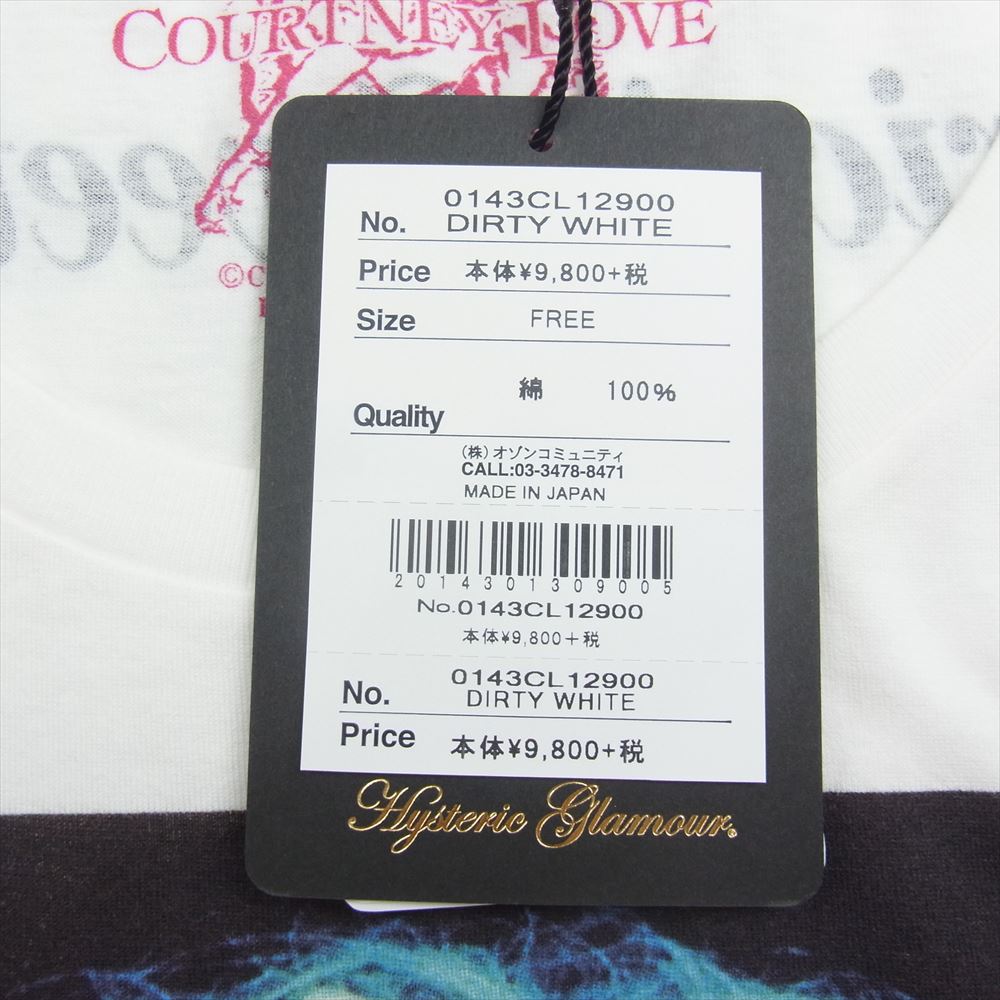 COURTNEY LOVE
©C
No. 0143CL12900
DIRTY WHITE
Price 本体¥9,800+税
Size FREE
綿 100%
Quality
(株)オゾンコミュニティ
CALL:03-3478-8471
MADE IN JAPAN
2014301309005
No.0143CL12900
本体¥9,800+税
No. 0143CL12900
DIRTY WHITE
Price 本体¥9,800+税
Hysteric Glamour.